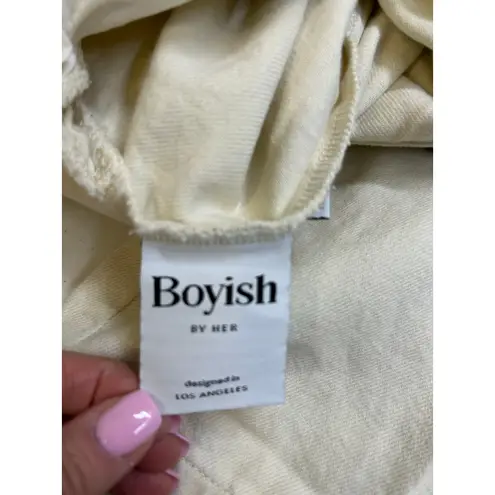 Boyish
BY HER
designed in
LOS ANGELES